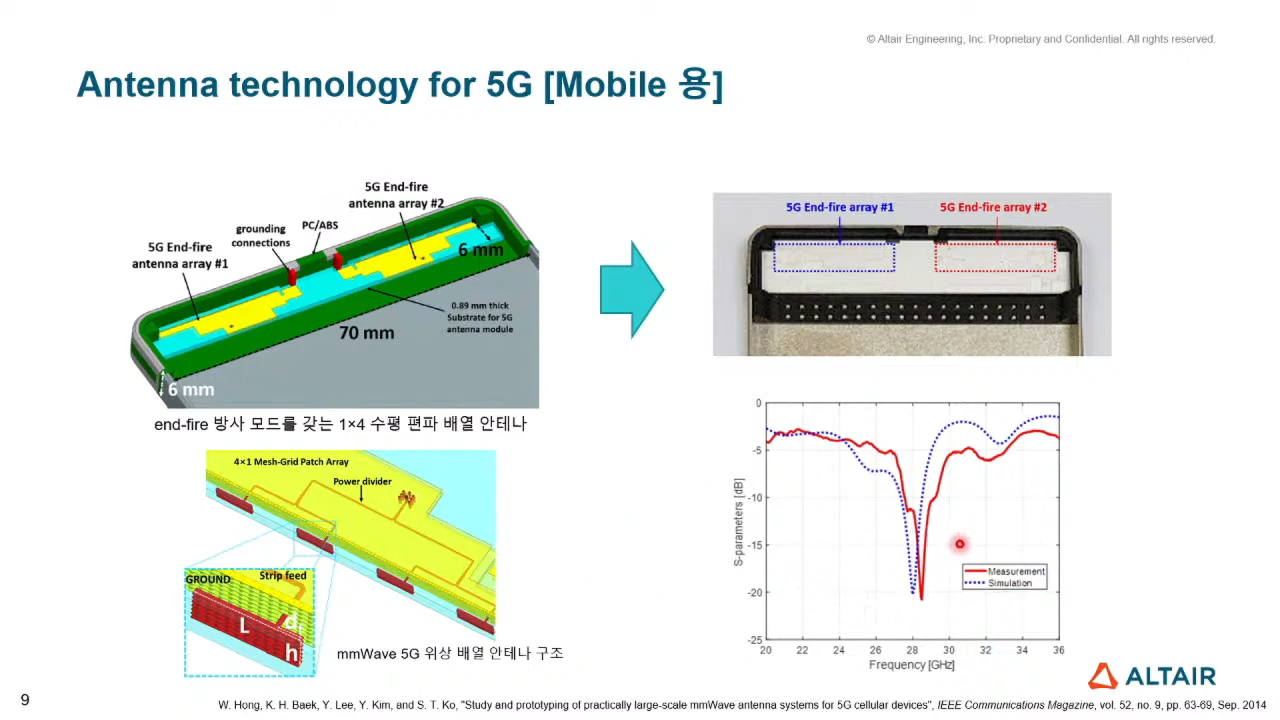 © Altair Engineering, Inc. Proprietary and Confidential. All rights reserved.
Antenna technology for 5G [Mobile 용]
5G End-fire
antenna array #2
PC/ABS
grounding
connections
5G End-fire
antenna array #1
6 mm
0.89 mm thick
Substrate for 5G
antenna module
70 mm
6 mm
end-fire 방사 모드를 갖는 1×4 수평 편파 배열 안테나
5G End-fire array #1
5G End-fire array #2
4×1 Mesh-Grid Patch Array
Power divider
GROUND
Strip feed
L
d
h
mmWave 5G 위상 배열 안테나 구조
0
-5
-10
-15
-20
-25
S-parameters [dB]
Measurement
Simulation
20 22 24 26 28 30 32 34 36
Frequency [GHz]
ALTAIR
9
W. Hong, K. H. Baek, Y. Lee, Y. Kim, and S. T. Ko, "Study and prototyping of practically large-scale mmWave antenna systems for 5G cellular devices", IEEE Communications Magazine, vol. 52, no. 9, pp. 63-69, Sep. 2014